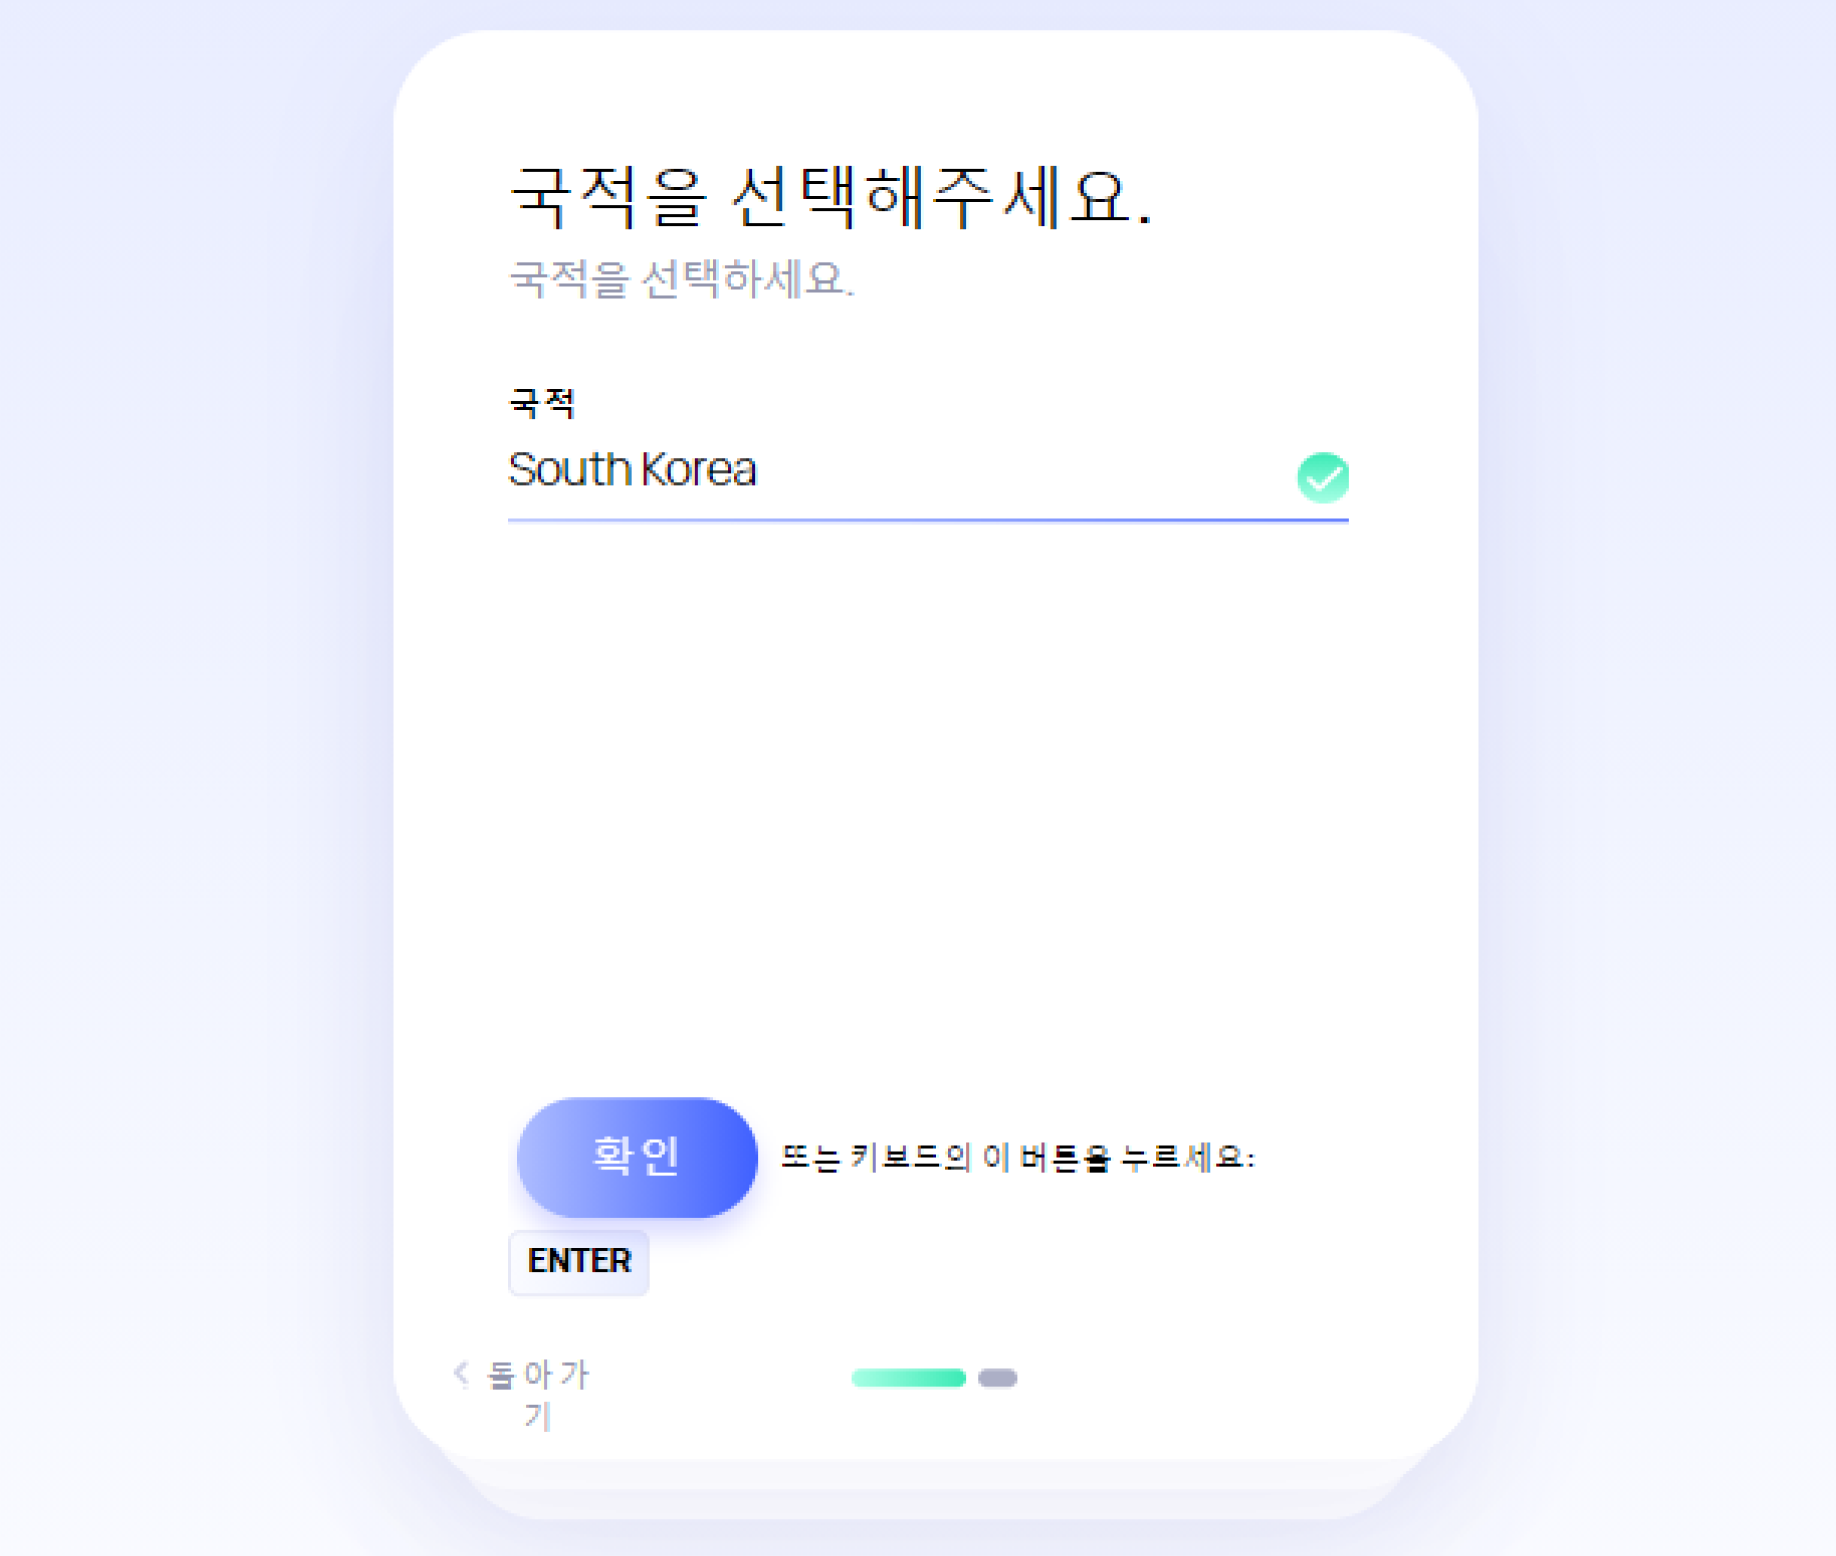 국적을 선택해주세요.
국적을 선택하세요.
국적
South Korea
확인
또는 키보드의 이 버튼을 누르세요:
ENTER
돌아가
기